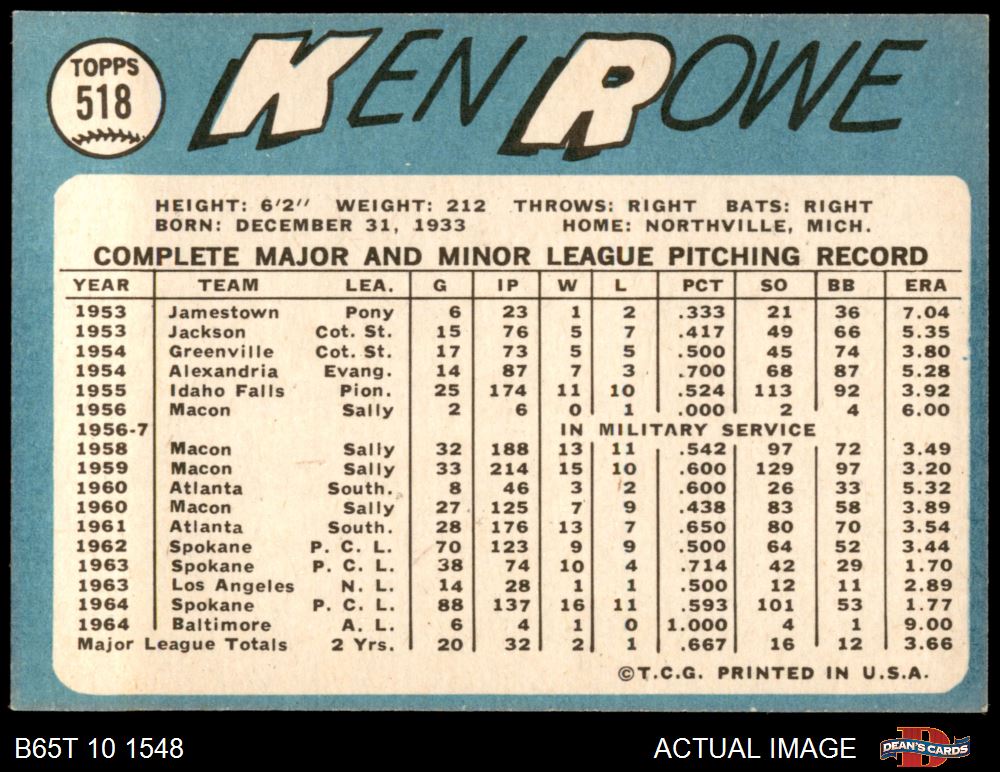 TOPPS
518
KEN ROWE
HEIGHT: 6'2" WEIGHT: 212 THROWS: RIGHT BATS: RIGHT
BORN: DECEMBER 31, 1933 HOME: NORTHVILLE, MICH.
COMPLETE MAJOR AND MINOR LEAGUE PITCHING RECORD
YEAR TEAM LEA. G IP W L PCT SO BB ERA
1953 Jamestown Pony 6 23 1 2 .333 21 36 7.04
1953 Jackson Cot. St. 15 76 5 7 .417 49 66 5.35
1954 Greenville Cot. St. 17 73 5 5 .500 45 74 3.80
1954 Alexandria Evang. 14 87 7 3 .700 68 87 5.28
1955 Idaho Falls Pion. 25 174 11 10 .524 113 92 3.92
1956 Macon Sally 2 6 0 1 .000 2 4 6.00
1956-7 IN MILITARY SERVICE
1958 Macon Sally 32 188 13 11 .542 97 72 3.49
1959 Macon Sally 33 214 15 10 .600 129 97 3.20
1960 Atlanta South. 8 46 3 2 .600 26 33 5.32
1960 Macon Sally 27 125 7 9 .438 83 58 3.89
1961 Atlanta South. 28 176 13 7 .650 80 70 3.54
1962 Spokane P. C. L. 70 123 9 9 .500 64 52 3.44
1963 Spokane P. C. L. 38 74 10 4 .714 42 29 1.70
1963 Los Angeles N. L. 14 28 1 1 .500 12 11 2.89
1964 Spokane P. C. L. 88 137 16 11 .593 101 53 1.77
1964 Baltimore A. L. 6 4 1 0 1.000 4 1 9.00
Major League Totals 2 Yrs. 20 32 2 1 .667 16 12 3.66
©T.C.G. PRINTED IN U.S.A.
B65T 10 1548 ACTUAL IMAGE DEAN'S CARDS